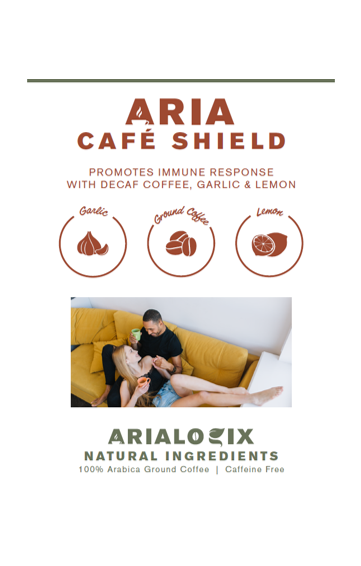 ARIA
CAFÉ SHIELD
PROMOTES IMMUNE RESPONSE
WITH DECAF COFFEE, GARLIC & LEMON
Garlic
Ground Coffee
Lemon
ARIALOGIX
NATURAL INGREDIENTS
100% Arabica Ground Coffee | Caffeine Free